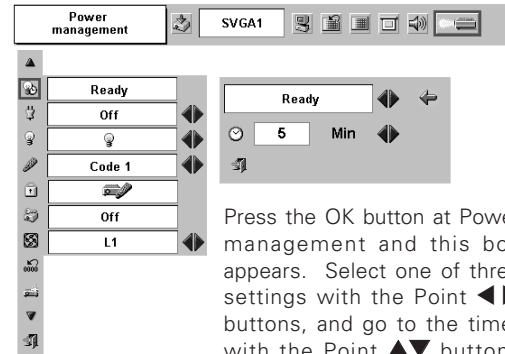 Power
management
SVGA1
Ready
Off
Code 1
Off
L1
0000
Ready
5 Min
Press the OK button at Powe
management and this bo
appears. Select one of thre
settings with the Point ◀
buttons, and go to the time
with the Point ▲▼ button